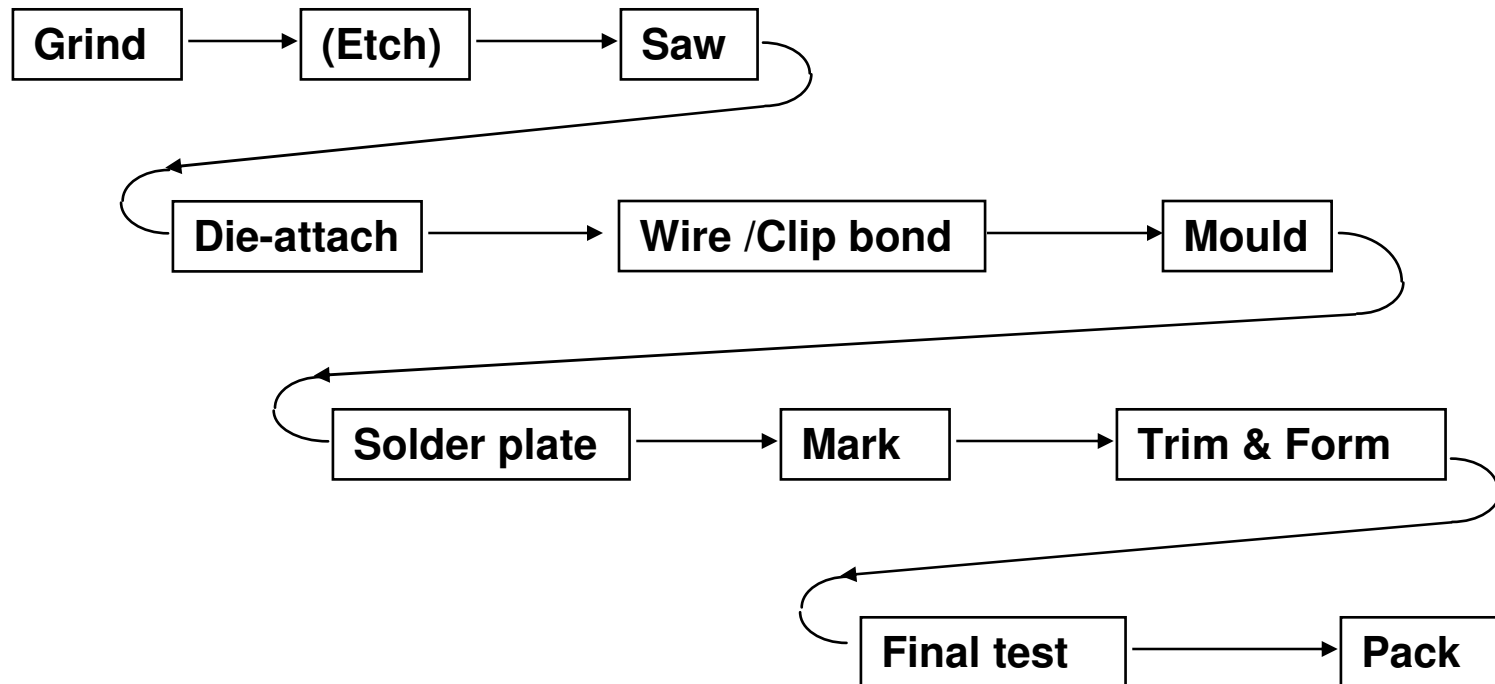 Grind (Etch) Saw
Die-attach Wire /Clip bond Mould
Solder plate Mark Trim & Form
Final test Pack